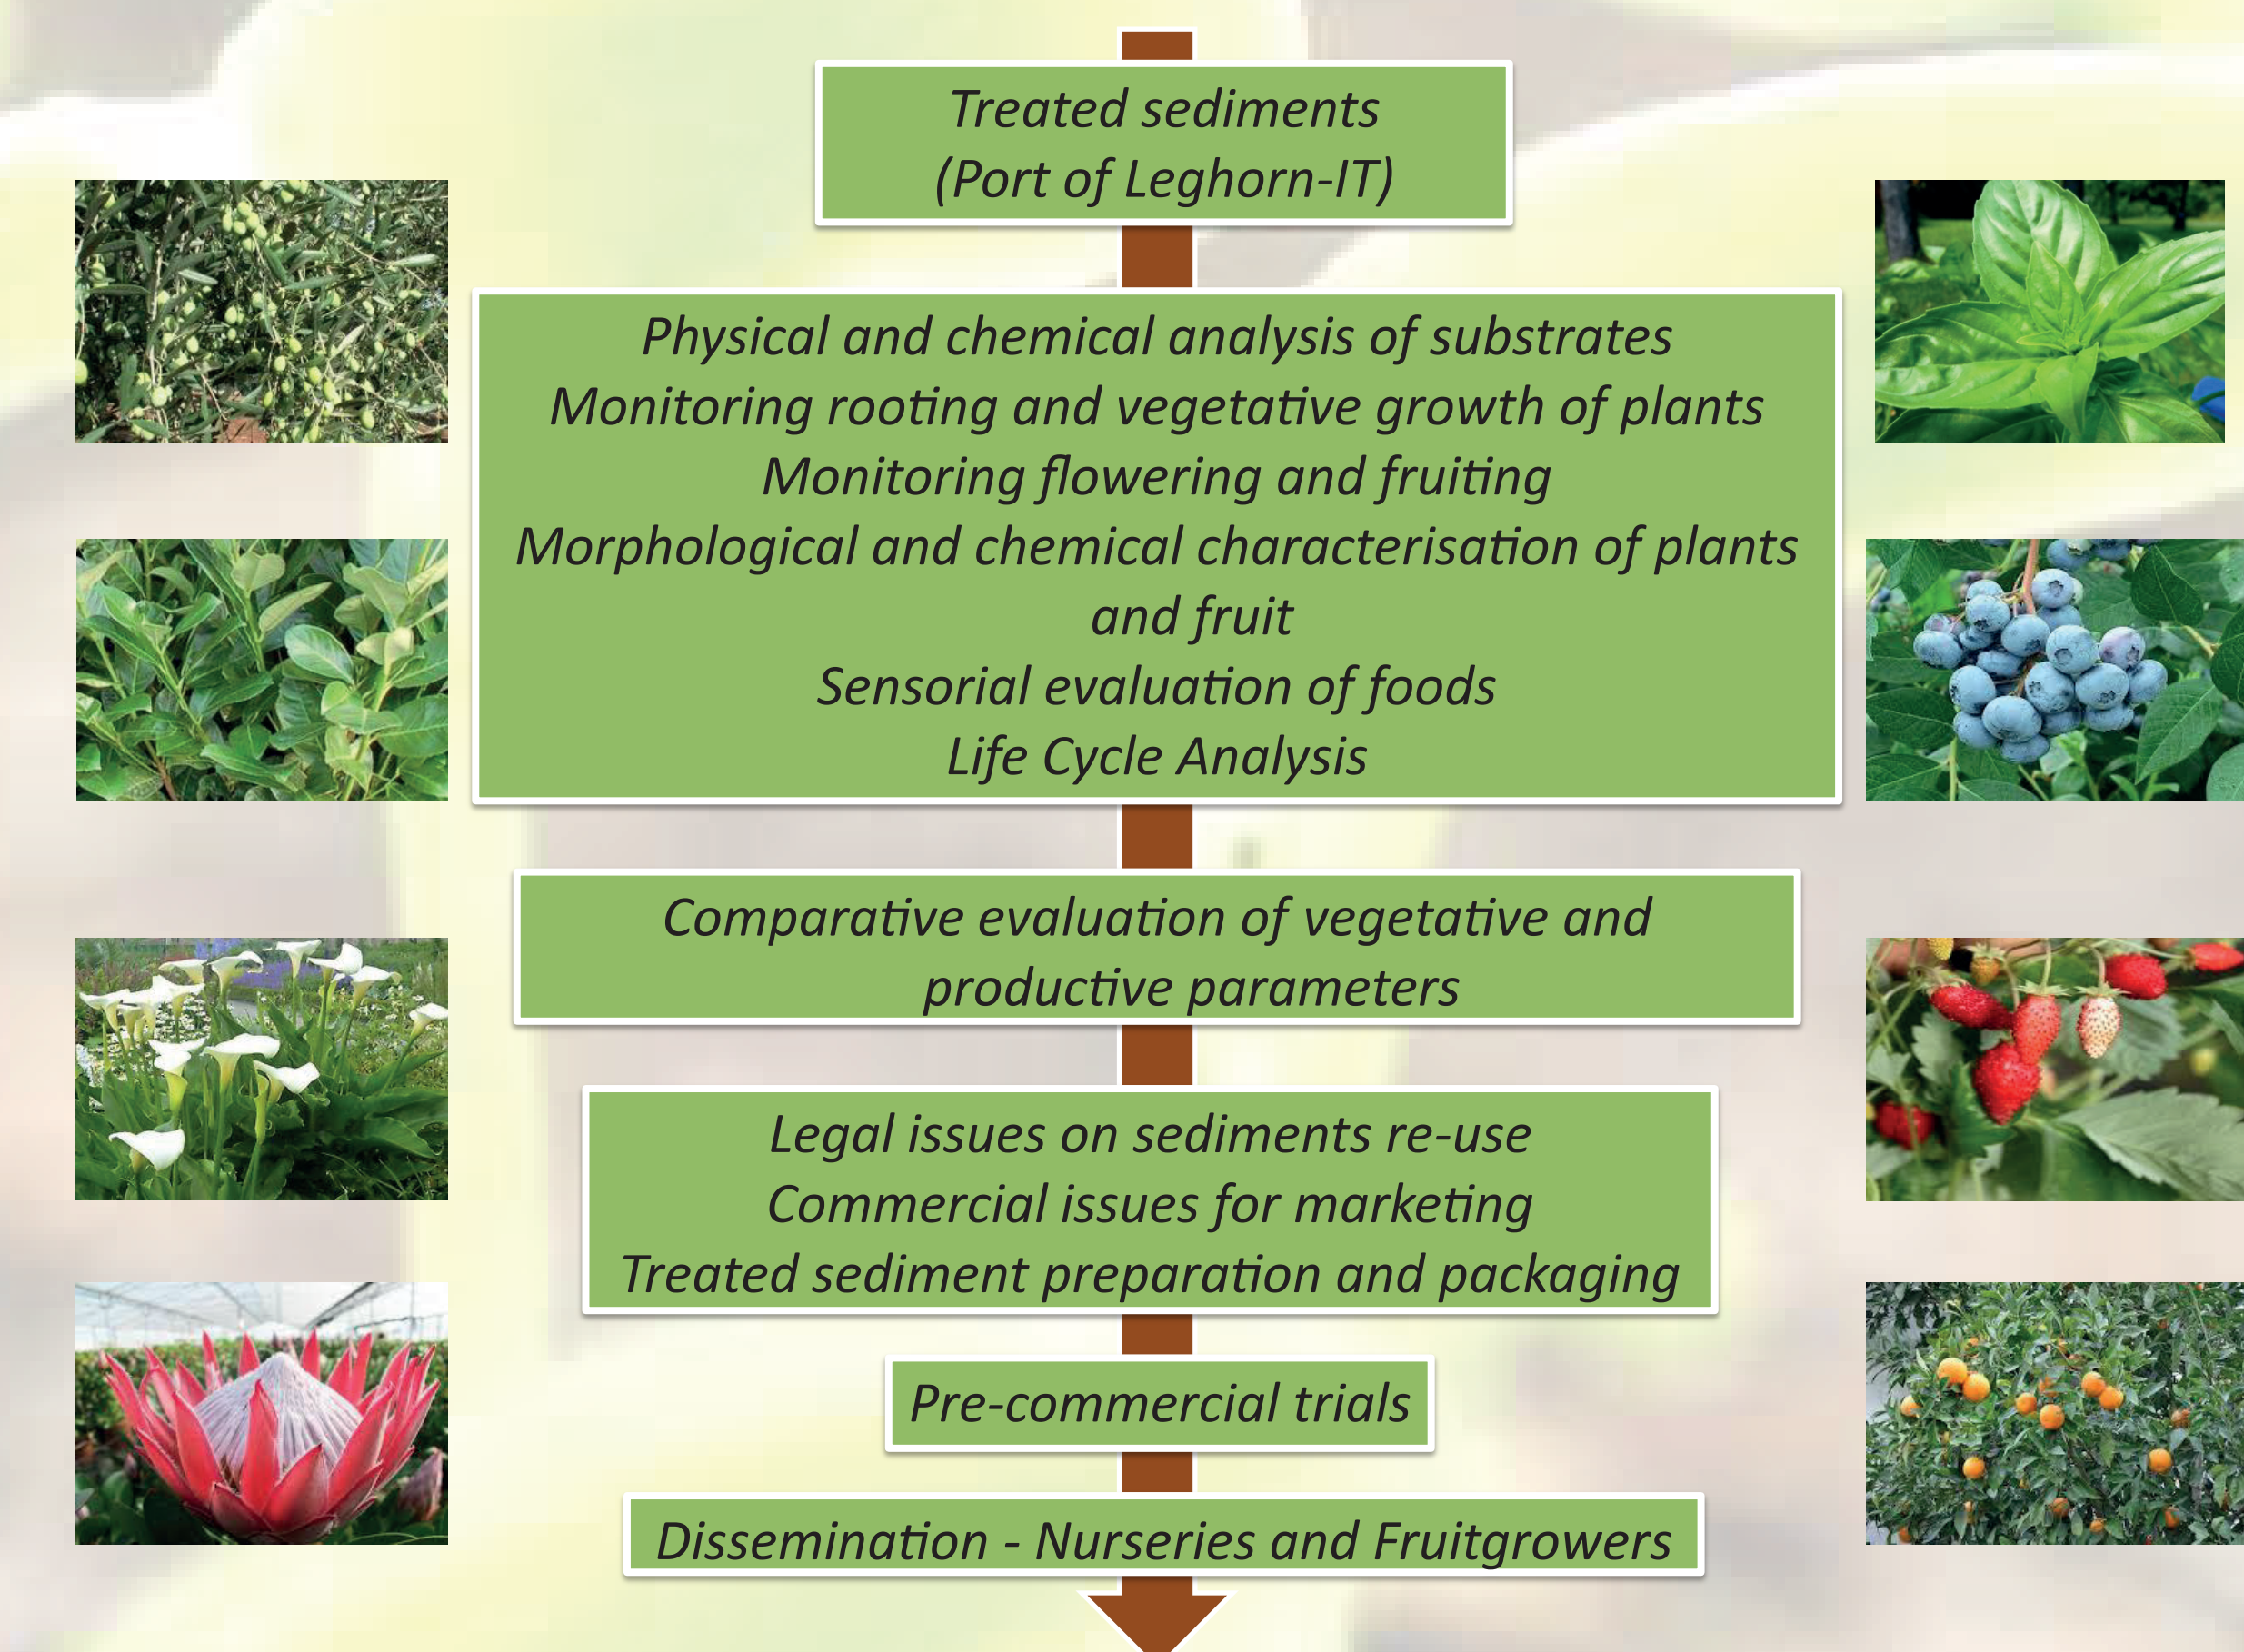 Treated sediments
(Port of Leghorn-IT)
Physical and chemical analysis of substrates
Monitoring rooting and vegetative growth of plants
Monitoring flowering and fruiting
Morphological and chemical characterisation of plants
and fruit
Sensorial evaluation of foods
Life Cycle Analysis
Comparative evaluation of vegetative and
productive parameters
Legal issues on sediments re-use
Commercial issues for marketing
Treated sediment preparation and packaging
Pre-commercial trials
Dissemination - Nurseries and Fruitgrowers